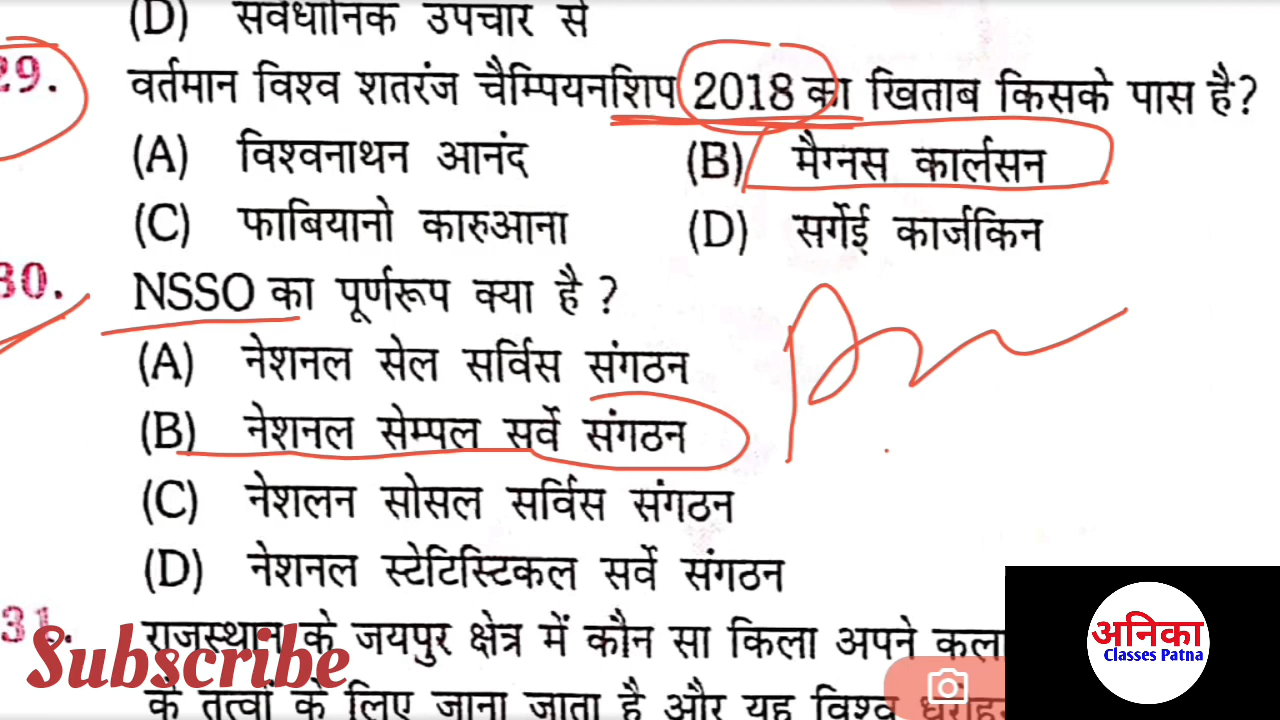 (D) संवैधानिक उपचार से
29. वर्तमान विश्व शतरंज चैम्पियनशिप 2018 का खिताब किसके पास है?
(A) विश्वनाथन आनंद (B) मैग्नस कार्लसन
(C) फाबियानो कारुआना (D) सर्गेई कार्जकिन
30. NSSO का पूर्णरूप क्या है ?
(A) नेशनल सेल सर्विस संगठन
(B) नेशनल सेम्पल सर्वे संगठन
(C) नेशलन सोसल सर्विस संगठन
(D) नेशनल स्टेटिस्टिकल सर्वे संगठन
31. राजस्थान के जयपुर क्षेत्र में कौन सा किला अपने कला
के तत्वों के लिए जाना जाता है और यह विश्व
Subscribe
अनिका
Classes Patna